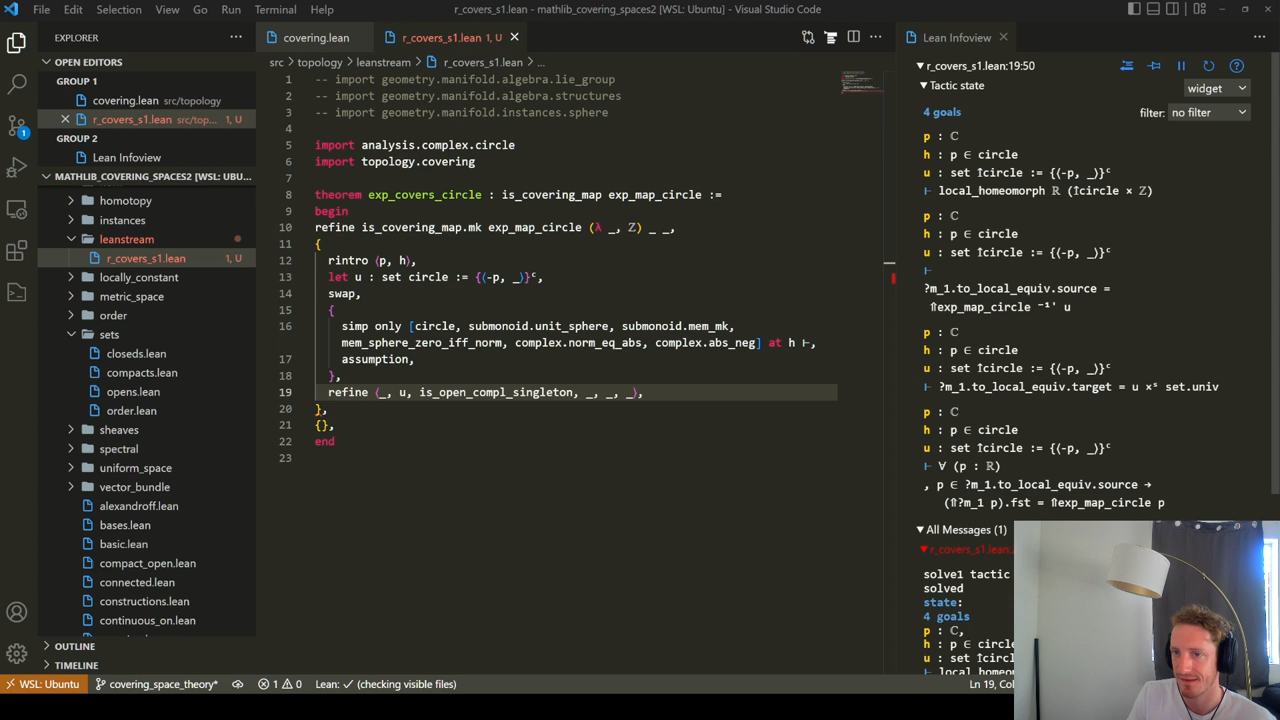 File Edit Selection View Go Run Terminal Help
r_covers_s1.lean - mathlib_covering_spaces2 [WSL: Ubuntu] - Visual Studio Code
EXPLORER
OPEN EDITORS
GROUP 1
covering.lean src/topology
r_covers_s1.lean src/top... 1, U
GROUP 2
Lean Infoview
MATHLIB_COVERING_SPACES2 [WSL: UBU...
homotopy
instances
leanstream
r_covers_s1.lean 1, U
locally_constant
metric_space
order
sets
closeds.lean
compacts.lean
opens.lean
order.lean
sheaves
spectral
uniform_space
vector_bundle
alexandroff.lean
bases.lean
basic.lean
compact_open.lean
connected.lean
constructions.lean
continuous_on.lean
OUTLINE
TIMELINE
covering.lean
r_covers_s1.lean 1, U
src > topology > leanstream > r_covers_s1.lean > ...
1 -- import geometry.manifold.algebra.lie_group
2 -- import geometry.manifold.algebra.structures
3 -- import geometry.manifold.instances.sphere
4
5 import analysis.complex.circle
6 import topology.covering
7
8 theorem exp_covers_circle : is_covering_map exp_map_circle :=
9 begin
10 refine is_covering_map.mk exp_map_circle (λ _, ℤ) _ _,
11 {
12 rintro ⟨p, h⟩,
13 let u : set circle := {⟨-p, _⟩}ᶜ,
14 swap,
15 {
16 simp only [circle, submonoid.unit_sphere, submonoid.mem_mk,
mem_sphere_zero_iff_norm, complex.norm_eq_abs, complex.abs_neg] at h ⊢,
17 assumption,
18 },
19 refine ⟨_, u, is_open_compl_singleton, _, _, _⟩,
20 },
21 {},
22 end
23
Lean Infoview
r_covers_s1.lean:19:50
Tactic state
widget
4 goals
filter: no filter
p : ℂ
h : p ∈ circle
u : set ↥circle := {⟨-p, _⟩}ᶜ
⊢ local_homeomorph ℝ (↥circle × ℤ)
p : ℂ
h : p ∈ circle
u : set ↥circle := {⟨-p, _⟩}ᶜ
⊢
?m_1.to_local_equiv.source =
⇑exp_map_circle ⁻¹' u
p : ℂ
h : p ∈ circle
u : set ↥circle := {⟨-p, _⟩}ᶜ
⊢ ?m_1.to_local_equiv.target = u ×ˢ set.univ
p : ℂ
h : p ∈ circle
u : set ↥circle := {⟨-p, _⟩}ᶜ
⊢ ∀ (p : ℝ)
, p ∈ ?m_1.to_local_equiv.source →
(⇑?m_1 p).fst = ⇑exp_map_circle p
All Messages (1)
r_covers_s1.lean
solve1 tactic
solved
state:
4 goals
p : ℂ,
h : p ∈ circle
u : set ↥circl
⊢ local_homeom
WSL: Ubuntu covering_space_theory* 1 0 Lean: ✓ (checking visible files) Ln 19, Col